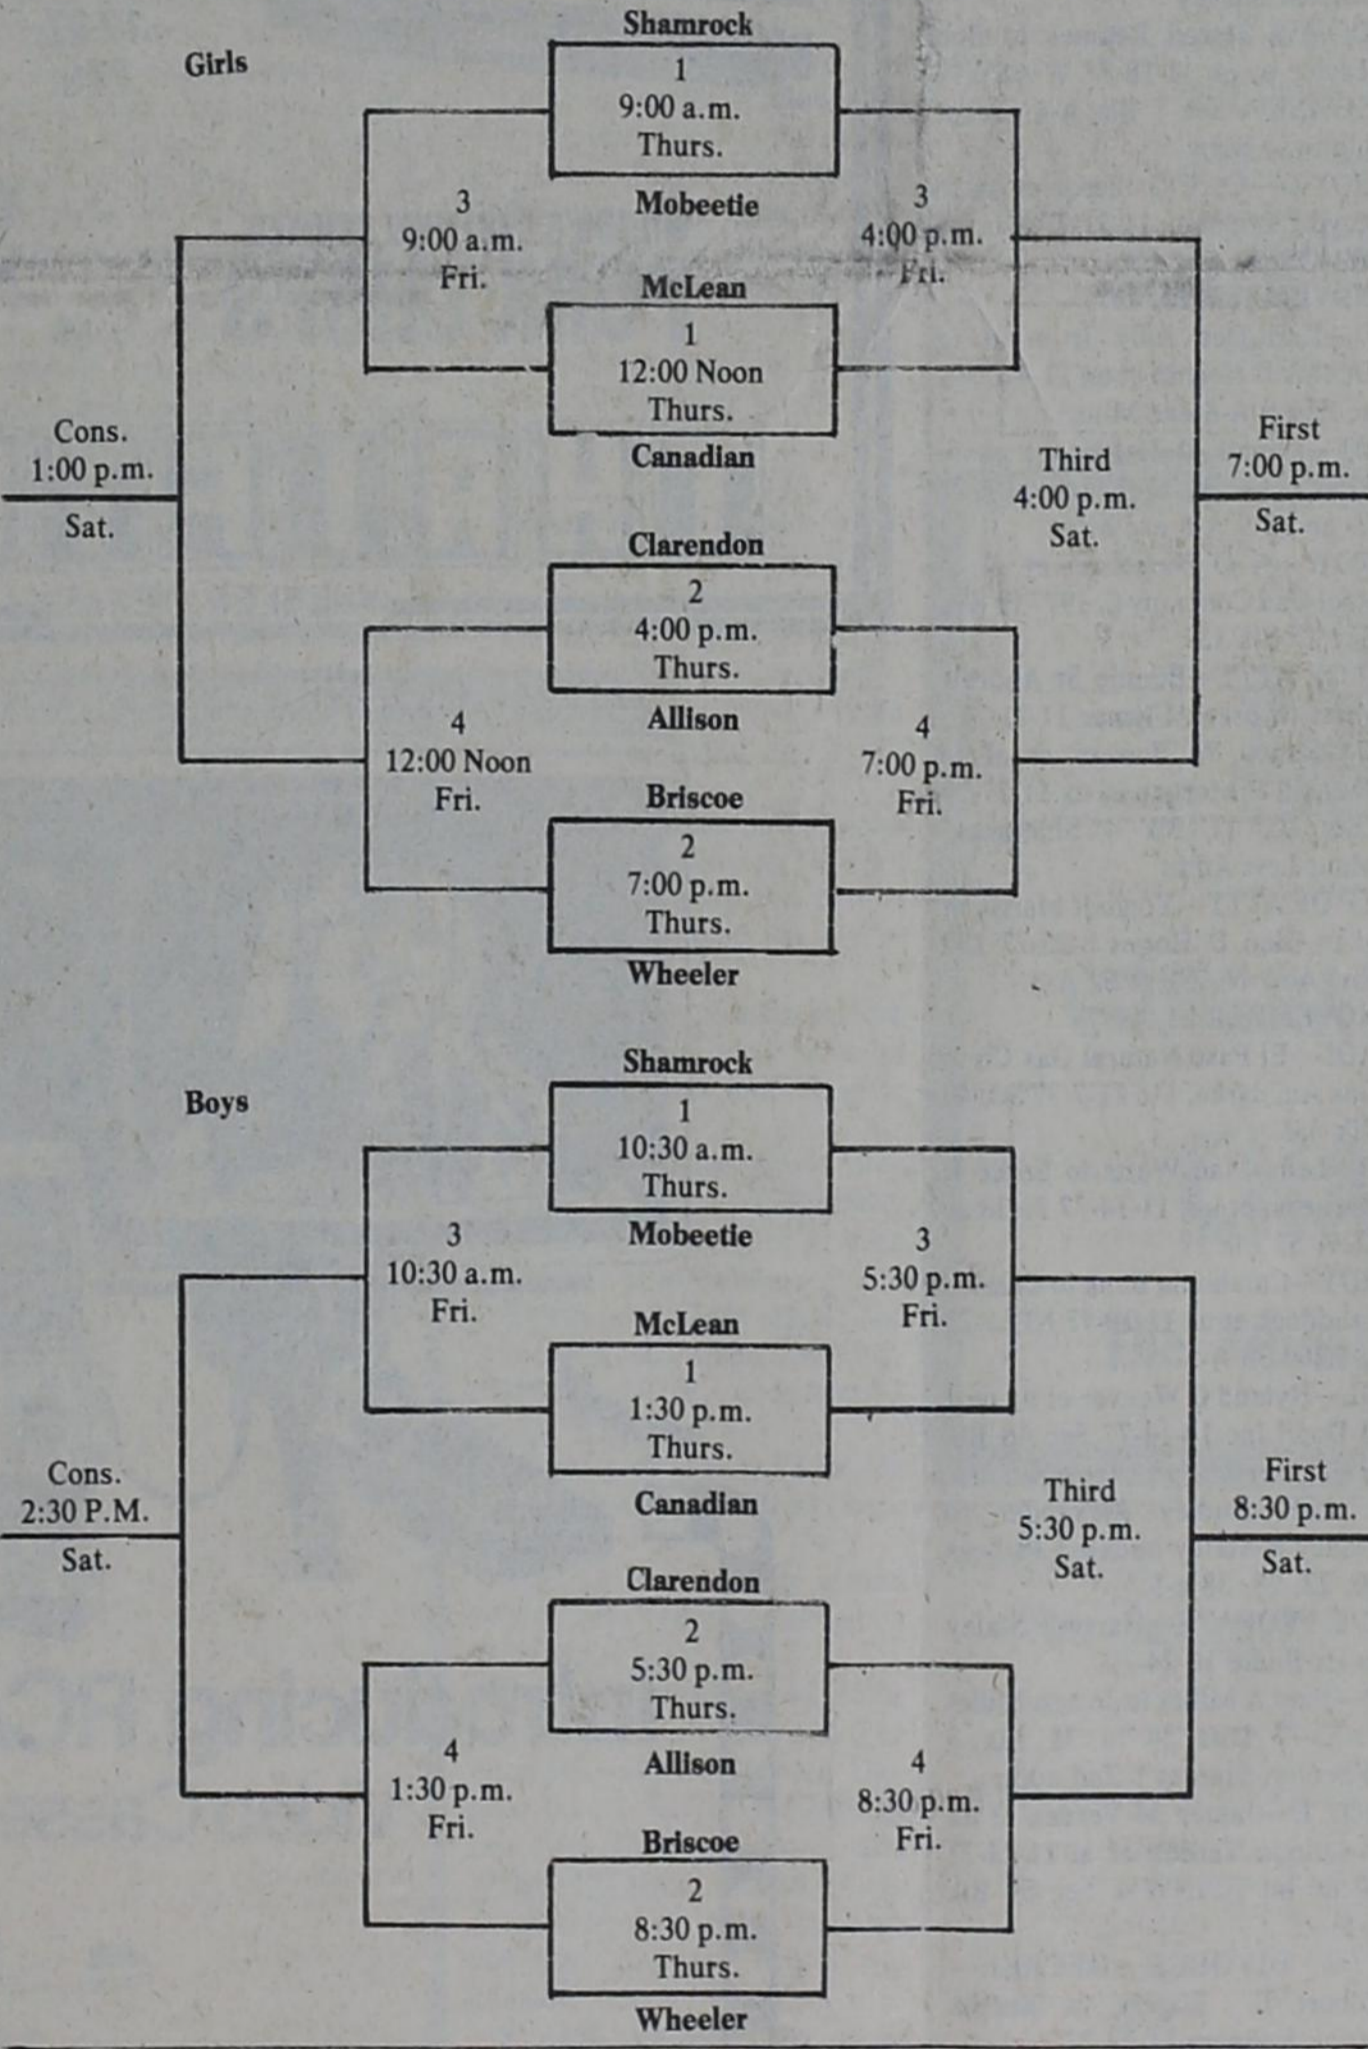 Girls
Shamrock
1
9:00 a.m.
Thurs.
Mobeetie
3
9:00 a.m.
Fri.
3
4:00 p.m.
Fri.
McLean
1
12:00 Noon
Thurs.
Canadian
Cons.
1:00 p.m.
Sat.
Third
4:00 p.m.
Sat.
First
7:00 p.m.
Sat.
Clarendon
2
4:00 p.m.
Thurs.
Allison
4
12:00 Noon
Fri.
4
7:00 p.m.
Fri.
Briscoe
2
7:00 p.m.
Thurs.
Wheeler
Boys
Shamrock
1
10:30 a.m.
Thurs.
Mobeetie
3
10:30 a.m.
Fri.
3
5:30 p.m.
Fri.
McLean
1
1:30 p.m.
Thurs.
Canadian
Cons.
2:30 P.M.
Sat.
Third
5:30 p.m.
Sat.
First
8:30 p.m.
Sat.
Clarendon
2
5:30 p.m.
Thurs.
Allison
4
1:30 p.m.
Fri.
4
8:30 p.m.
Fri.
Briscoe
2
8:30 p.m.
Thurs.
Wheeler